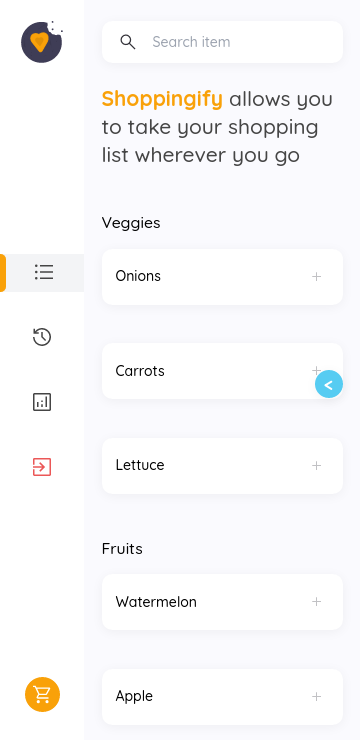 Search item
Shoppingify allows you
to take your shopping
list wherever you go
Veggies
Onions
Carrots
Lettuce
Fruits
Watermelon
Apple